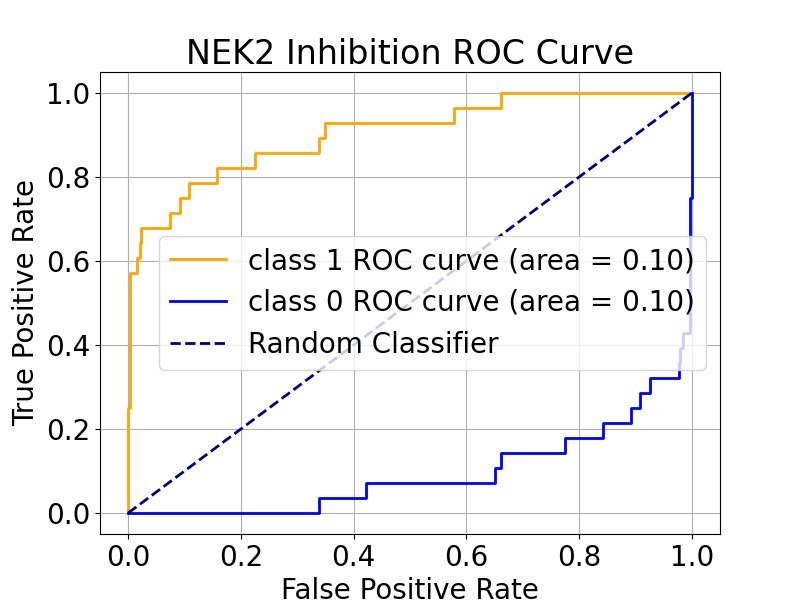 NEK2 Inhibition ROC Curve
True Positive Rate
1.0
0.8
0.6
0.4
0.2
0.0
class 1 ROC curve (area = 0.10)
class 0 ROC curve (area = 0.10)
Random Classifier
0.0 0.2 0.4 0.6 0.8 1.0
False Positive Rate